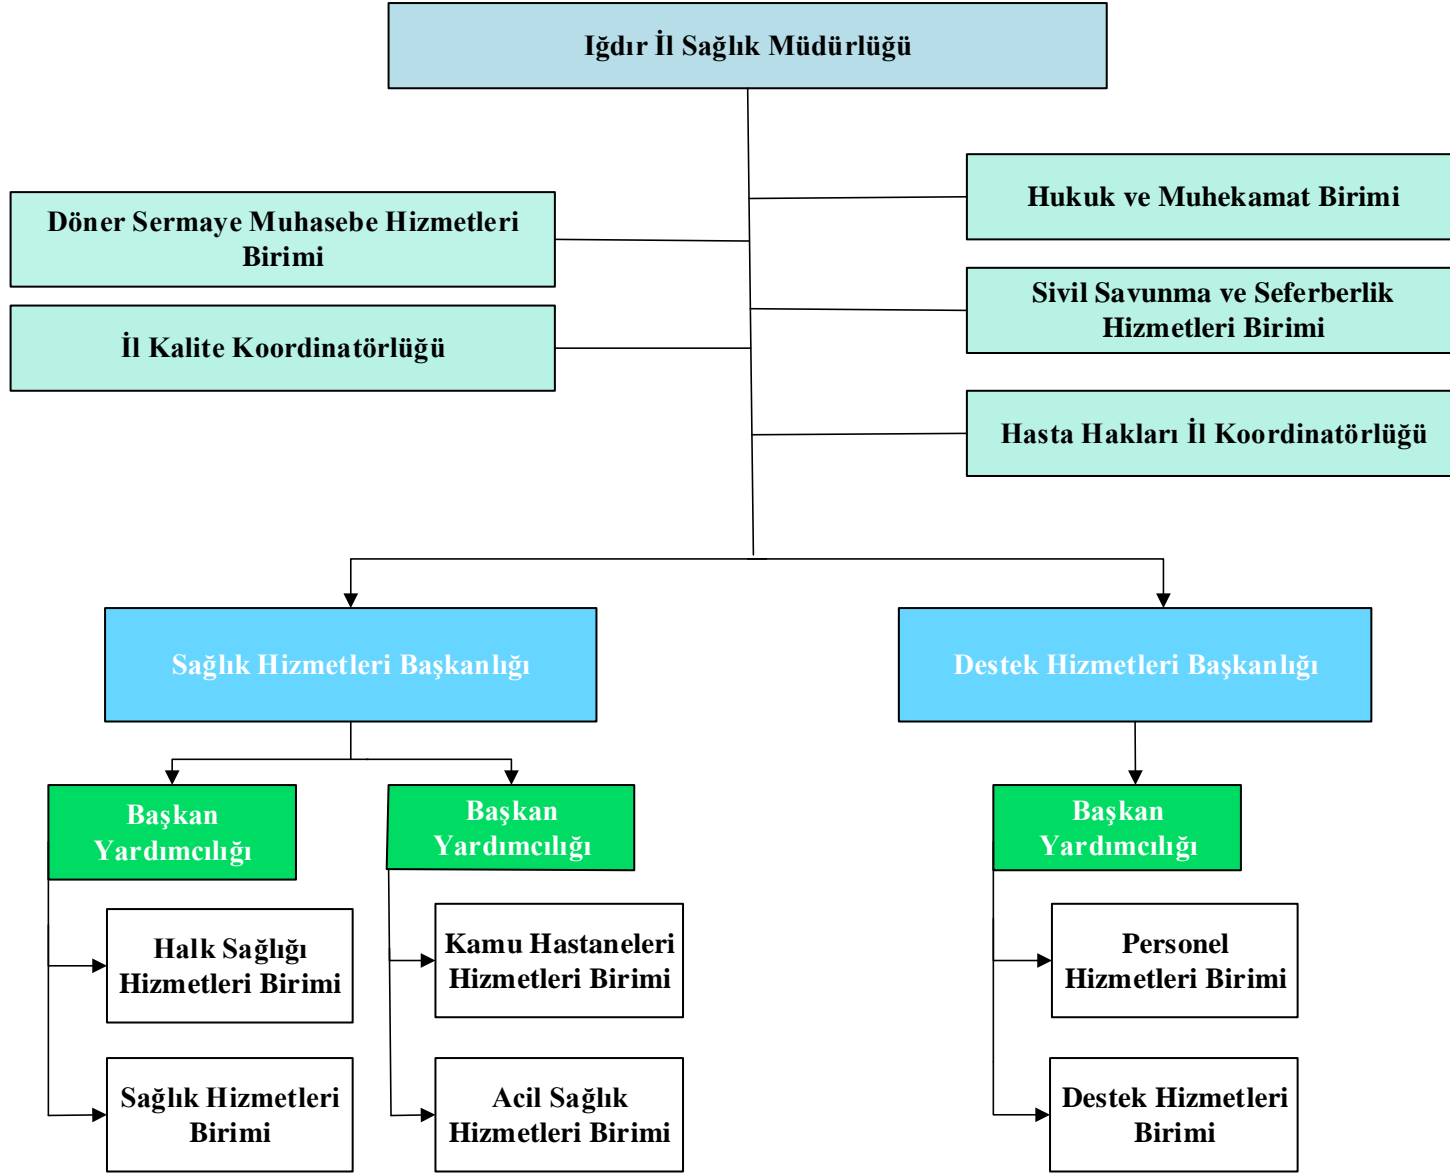 Iğdır İl Sağlık Müdürlüğü
Hukuk ve Muhekamat Birimi
Döner Sermaye Muhasebe Hizmetleri
Birimi
Sivil Savunma ve Seferberlik
Hizmetleri Birimi
İl Kalite Koordinatörlüğü
Hasta Hakları İl Koordinatörlüğü
Sağlık Hizmetleri Başkanlığı
Destek Hizmetleri Başkanlığı
Başkan
Yardımcılığı
Başkan
Yardımcılığı
Başkan
Yardımcılığı
Halk Sağlığı
Hizmetleri Birimi
Kamu Hastaneleri
Hizmetleri Birimi
Personel
Hizmetleri Birimi
Sağlık Hizmetleri
Birimi
Acil Sağlık
Hizmetleri Birimi
Destek Hizmetleri
Birimi